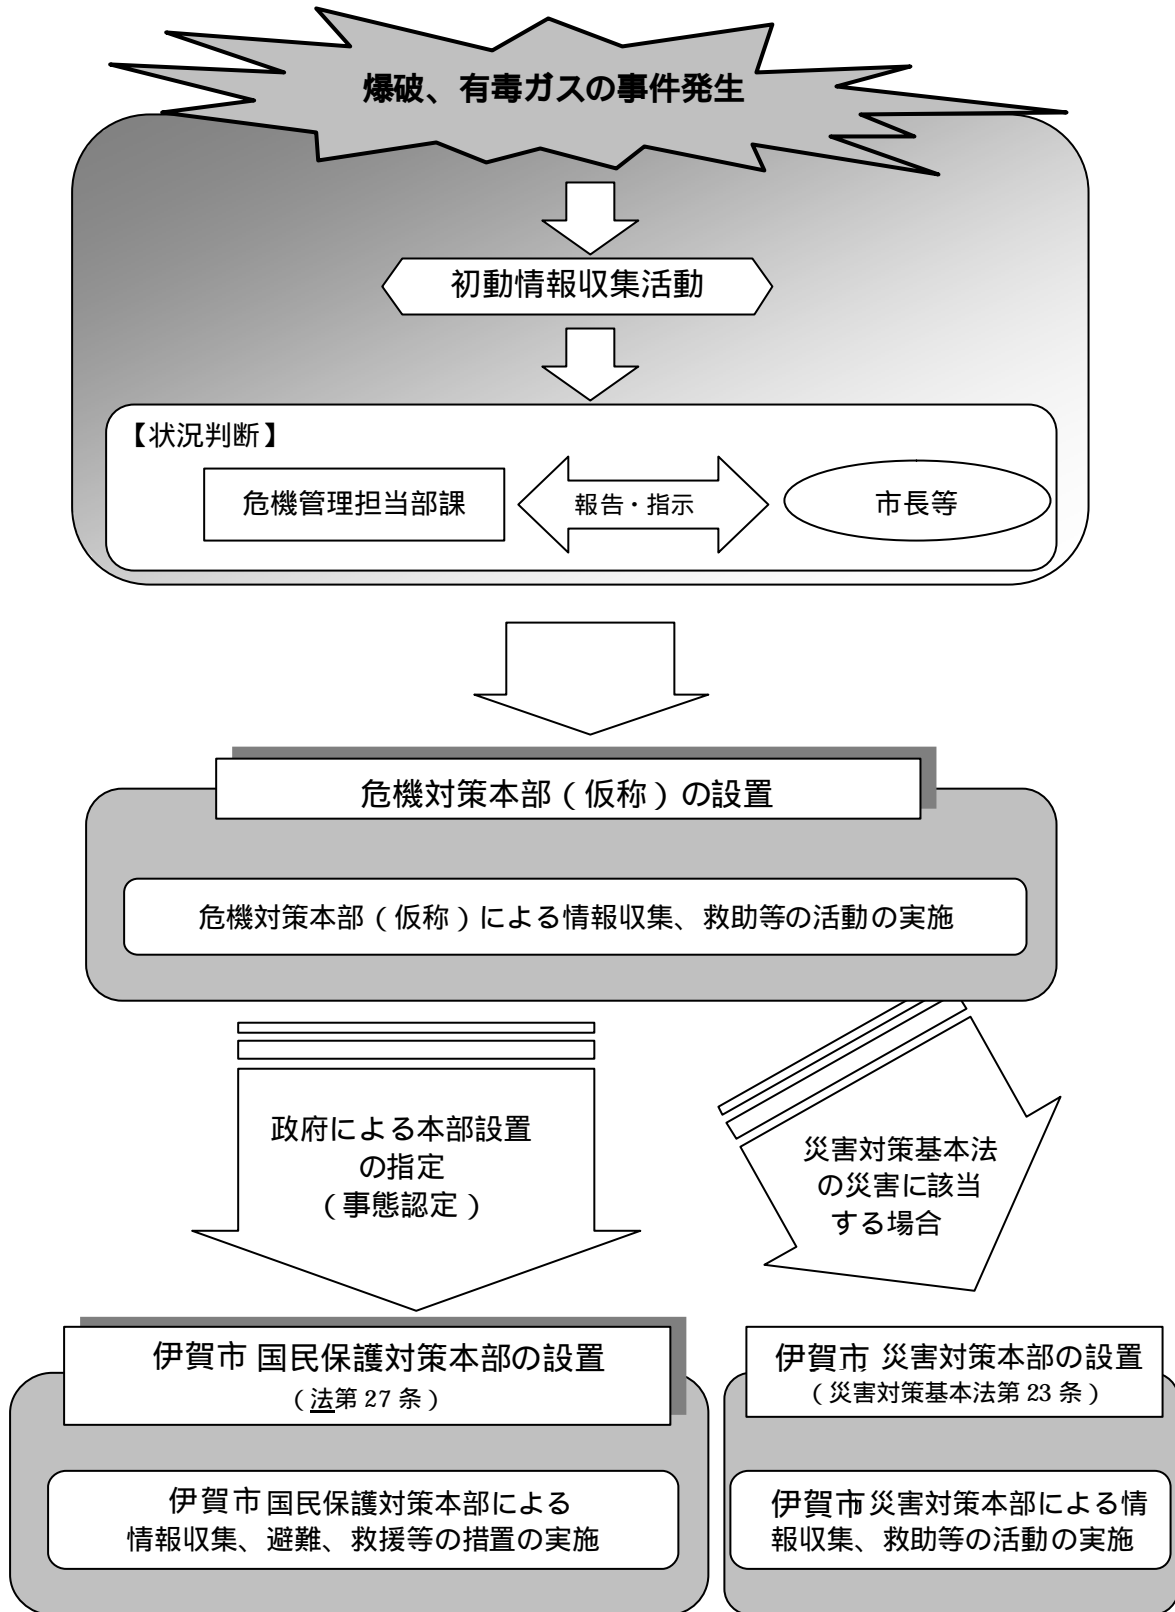 爆破、有毒ガスの事件発生
初動情報収集活動
【状況判断】
危機管理担当部課
報告・指示
市長等
危機対策本部（仮称）の設置
危機対策本部（仮称）による情報収集、救助等の活動の実施
政府による本部設置
の指定
（事態認定）
災害対策基本法
の災害に該当
する場合
伊賀市 国民保護対策本部の設置
（法第 27 条）
伊賀市 国民保護対策本部による
情報収集、避難、救援等の措置の実施
伊賀市 災害対策本部の設置
（災害対策基本法第 23 条）
伊賀市 災害対策本部による情
報収集、救助等の活動の実施